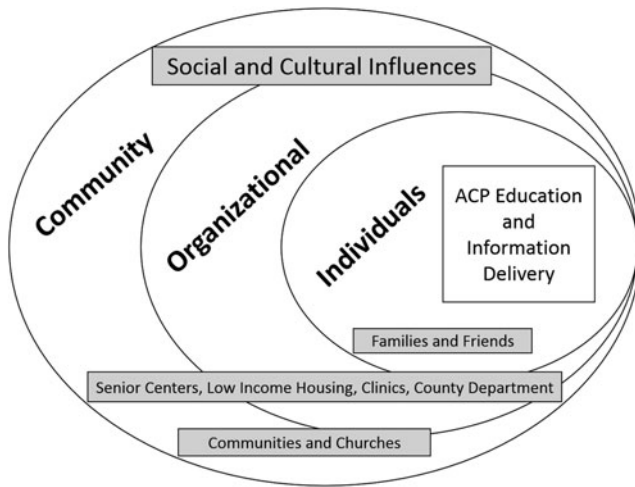 Social and Cultural Influences
Community
Organizational
Individuals
ACP Education
and
Information
Delivery
Families and Friends
Senior Centers, Low Income Housing, Clinics, County Department
Communities and Churches